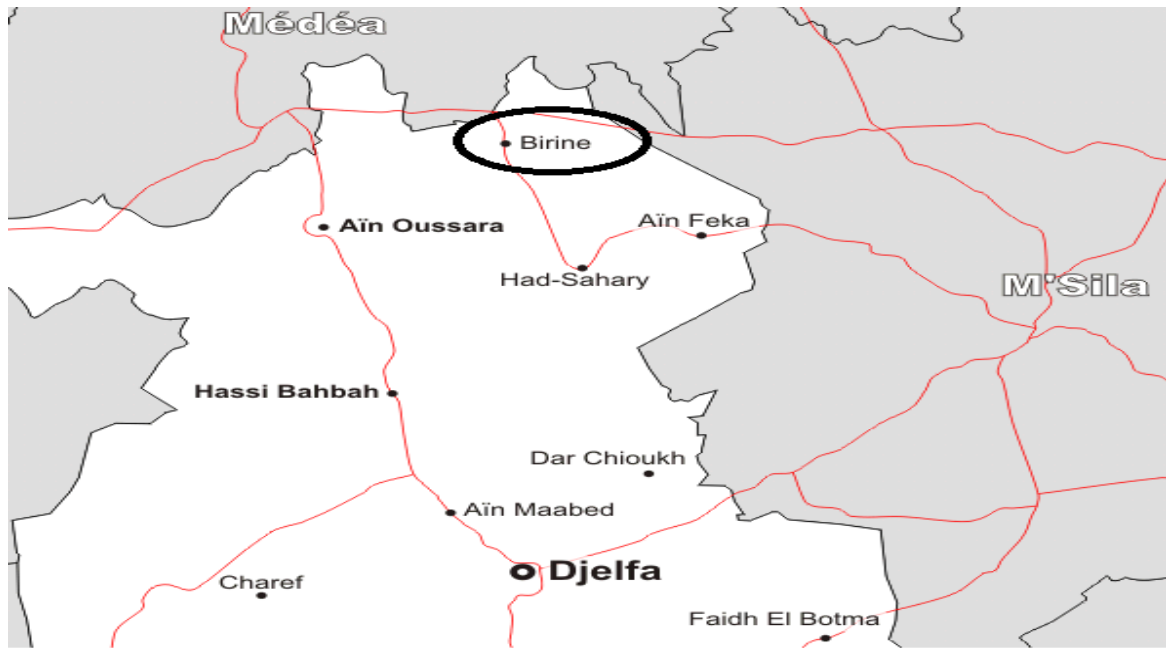 Médéa
Birine
Aïn Oussara
Aïn Feka
Had-Sahary
M'Sila
Hassi Bahbah
Dar Chioukh
Aïn Maabed
Djelfa
Charef
Faidh El Botma